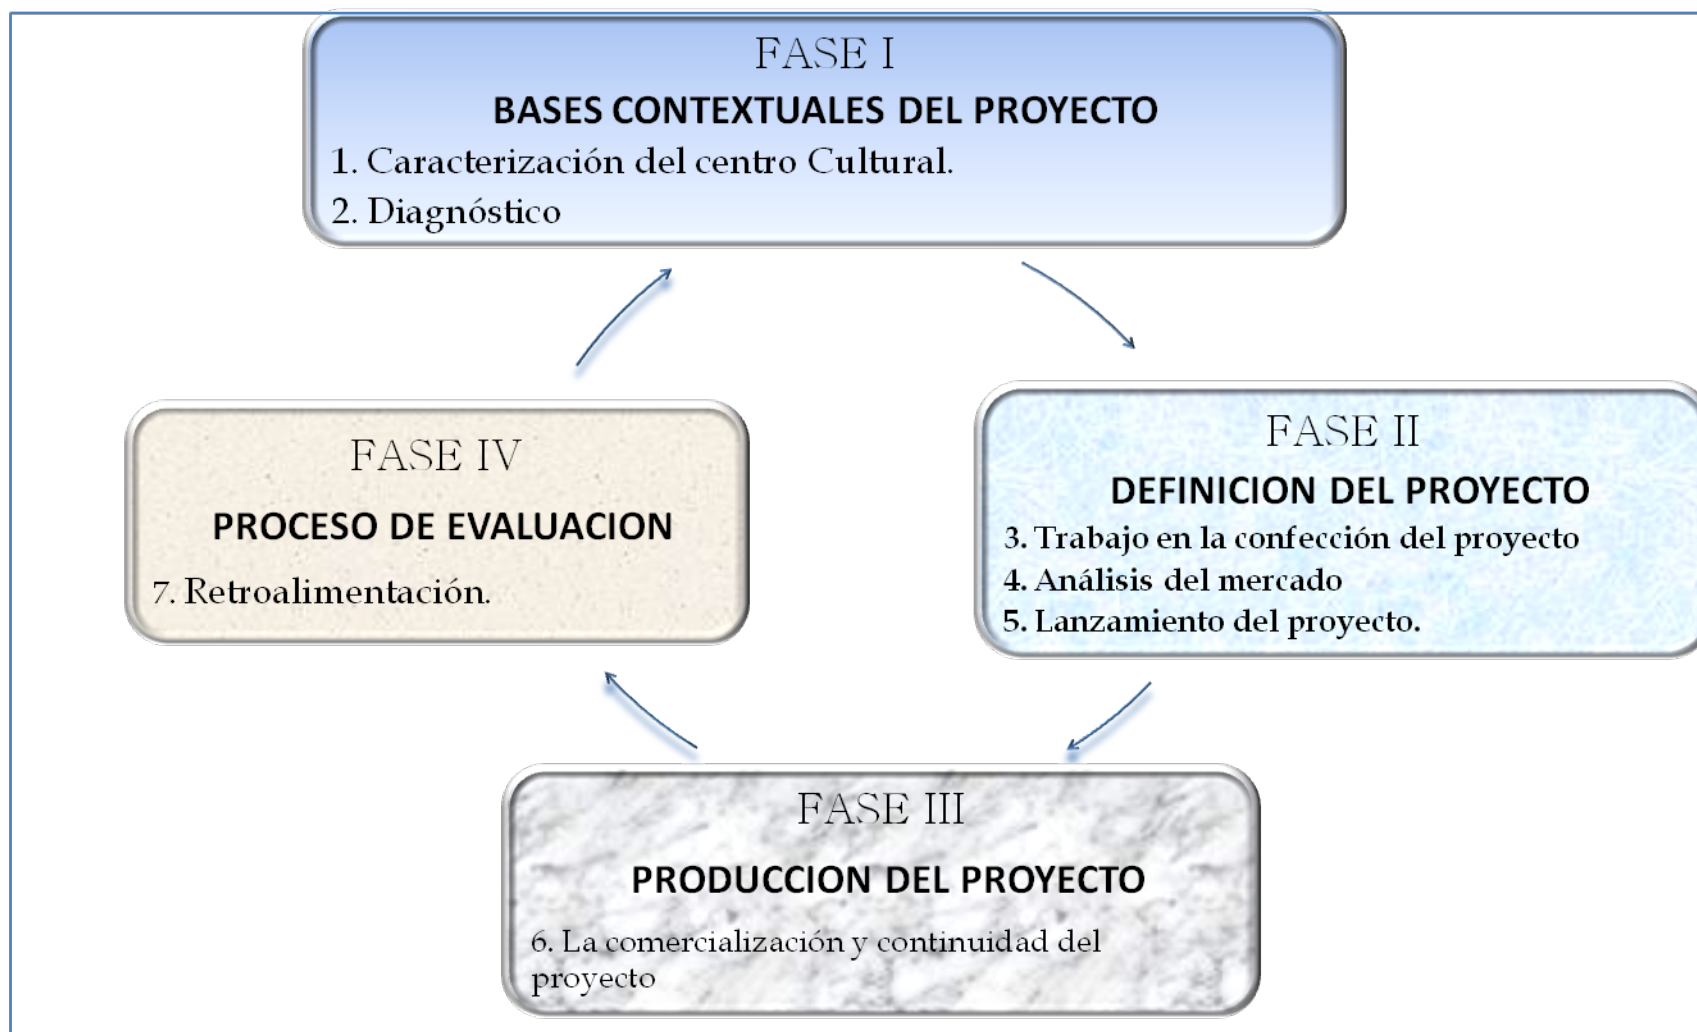 FASE I
BASES CONTEXTUALES DEL PROYECTO
1. Caracterización del centro Cultural.
2. Diagnóstico
FASE II
DEFINICION DEL PROYECTO
3. Trabajo en la confección del proyecto
4. Análisis del mercado
5. Lanzamiento del proyecto.
FASE III
PRODUCCION DEL PROYECTO
6. La comercialización y continuidad del
proyecto
FASE IV
PROCESO DE EVALUACION
7. Retroalimentación.